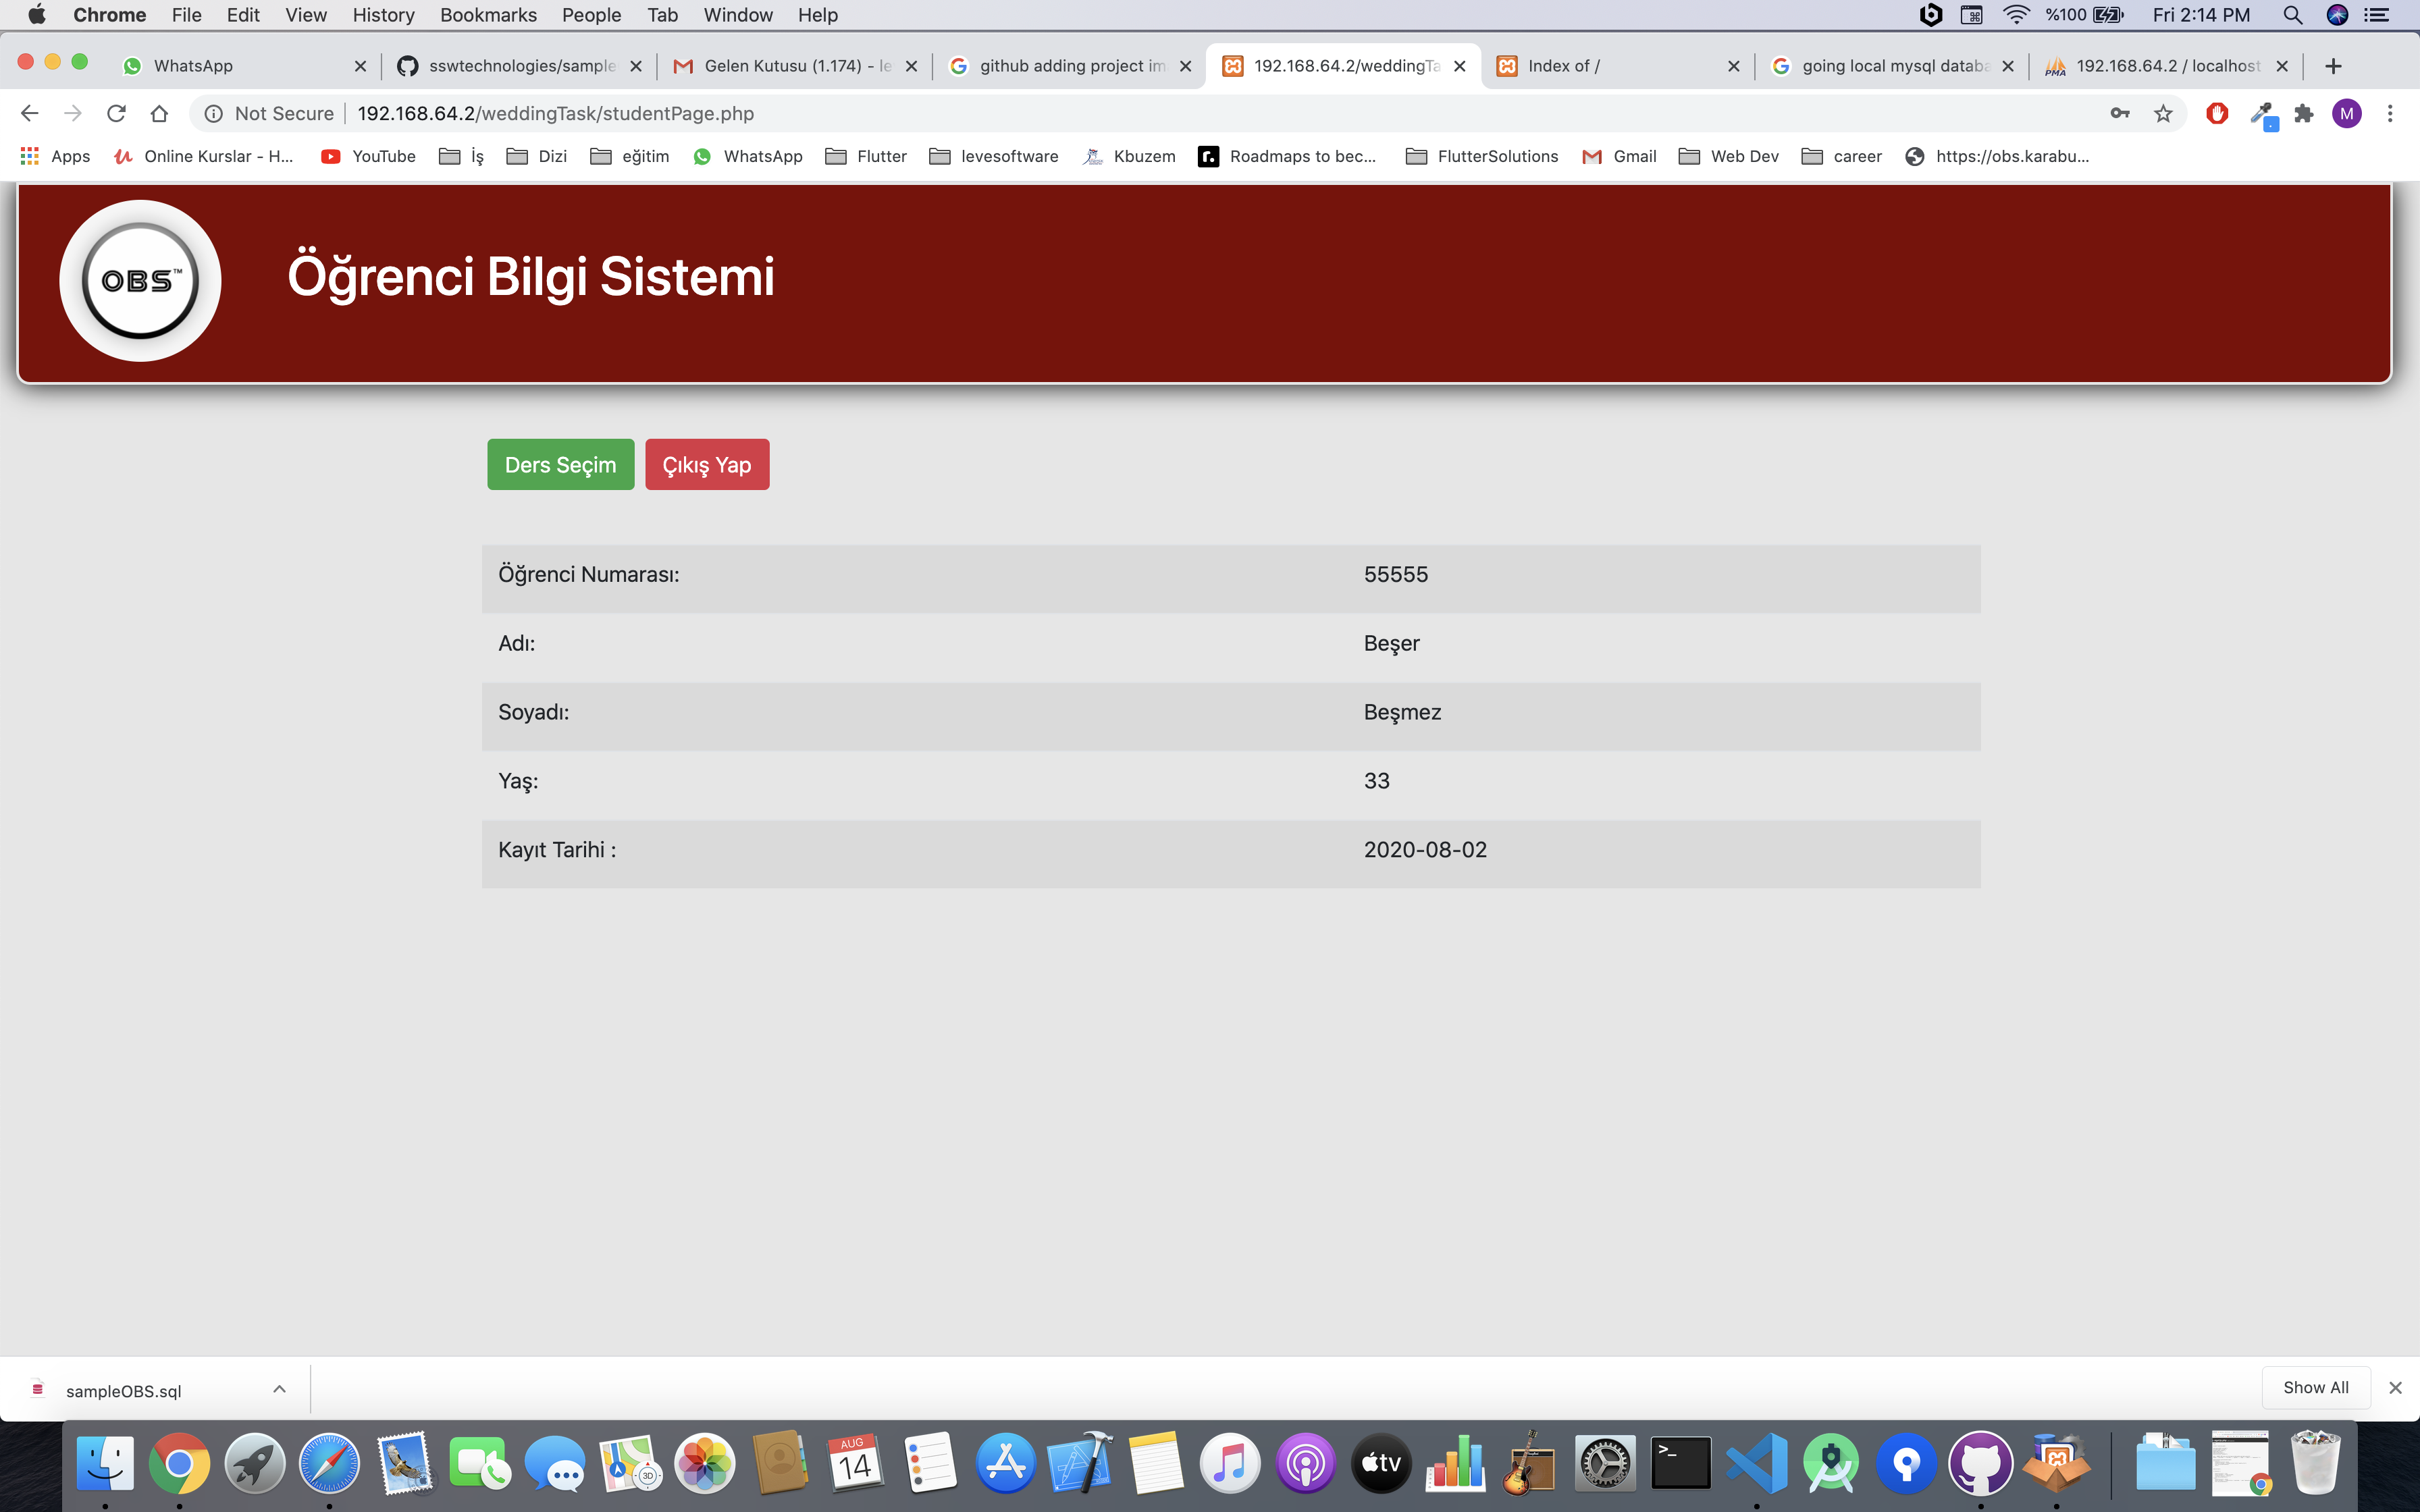 Chrome File Edit View History Bookmarks People Tab Window Help %100 Fri 2:14 PM
WhatsApp sswtechnologies/sample Gelen Kutusu (1.174) - le github adding project im 192.168.64.2/weddingTa Index of / going local mysql databa PMA 192.168.64.2 / localhost
Not Secure 192.168.64.2/weddingTask/studentPage.php M
Apps Online Kurslar - H... YouTube İş Dizi eğitim WhatsApp Flutter levesoftware Kbuzem r. Roadmaps to bec... FlutterSolutions Gmail Web Dev career https://obs.karabu...
OBS™ Öğrenci Bilgi Sistemi
Ders Seçim Çıkış Yap
Öğrenci Numarası: 55555
Adı: Beşer
Soyadı: Beşmez
Yaş: 33
Kayıt Tarihi : 2020-08-02
sampleOBS.sql Show All
AUG
14
3D
tv
>_